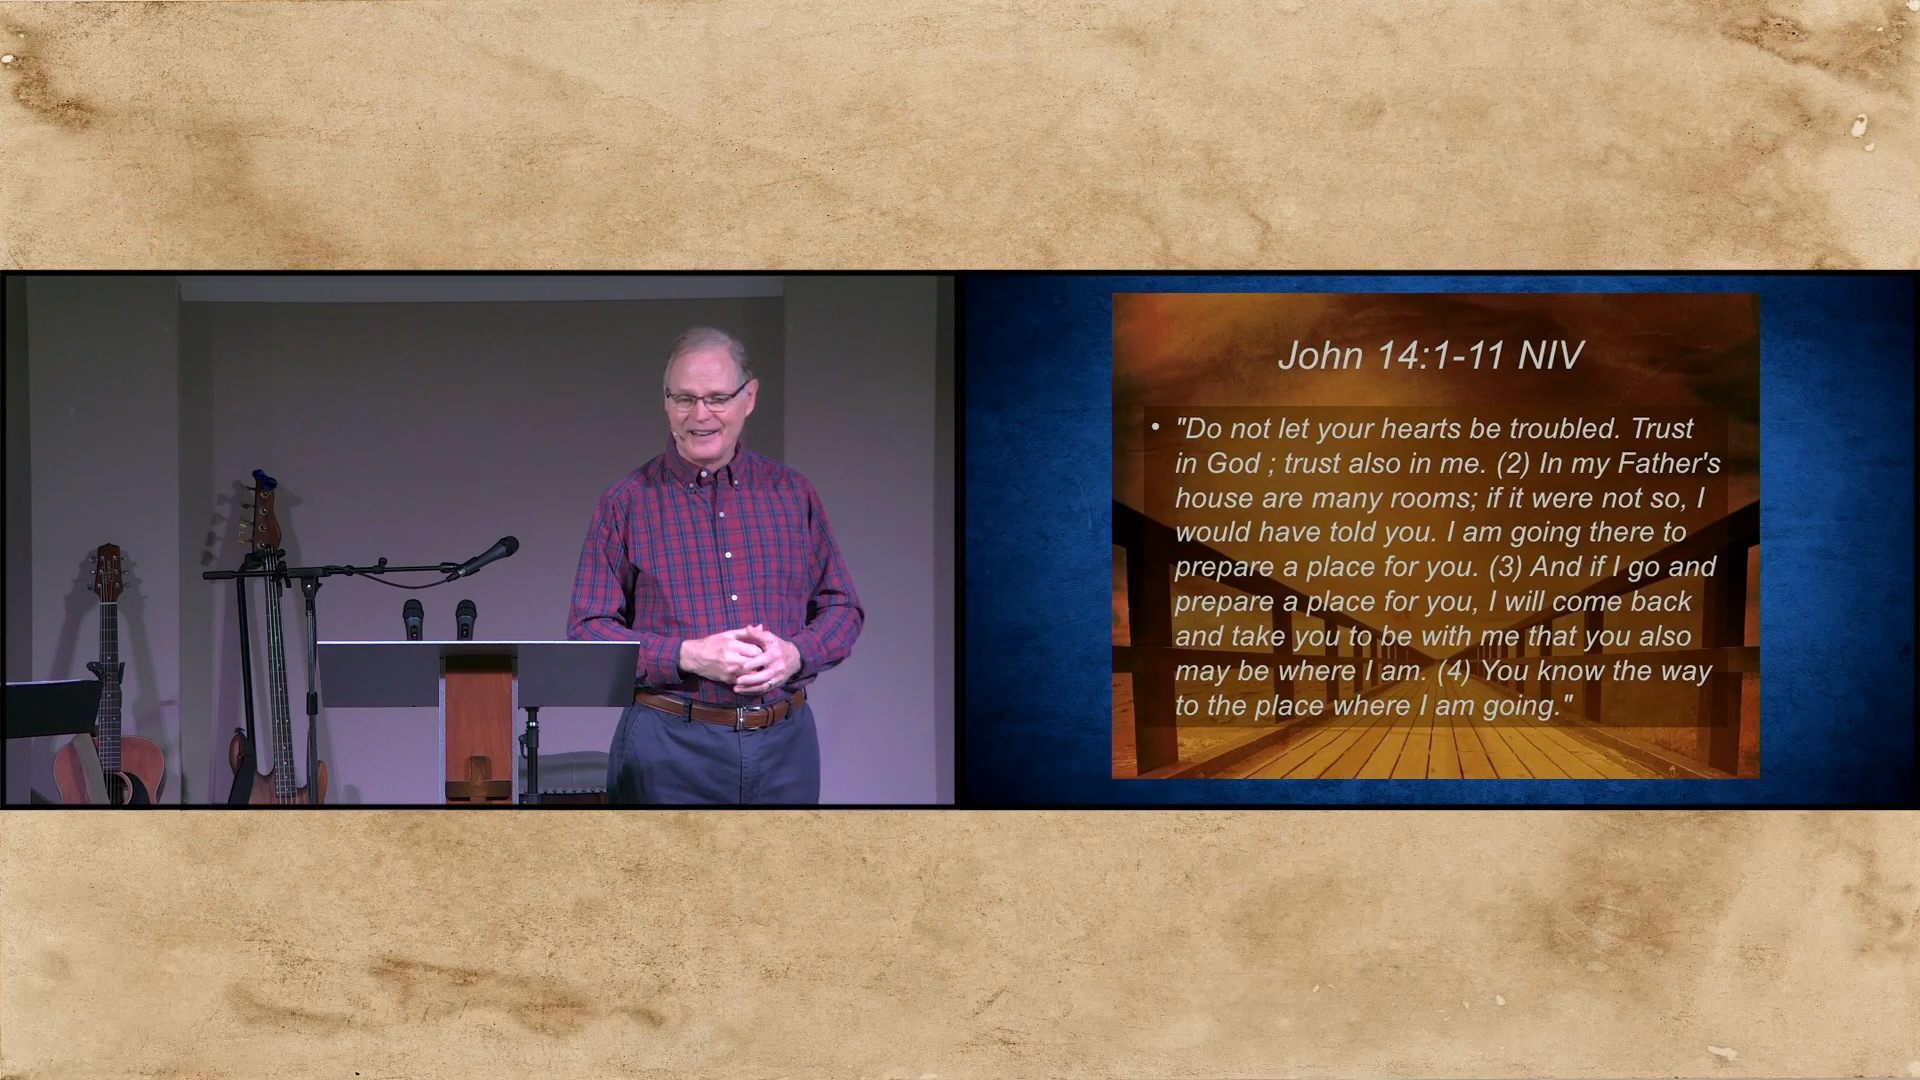 John 14:1-11 NIV
• "Do not let your hearts be troubled. Trust
in God ; trust also in me. (2) In my Father's
house are many rooms; if it were not so, I
would have told you. I am going there to
prepare a place for you. (3) And if I go and
prepare a place for you, I will come back
and take you to be with me that you also
may be where I am. (4) You know the way
to the place where I am going."